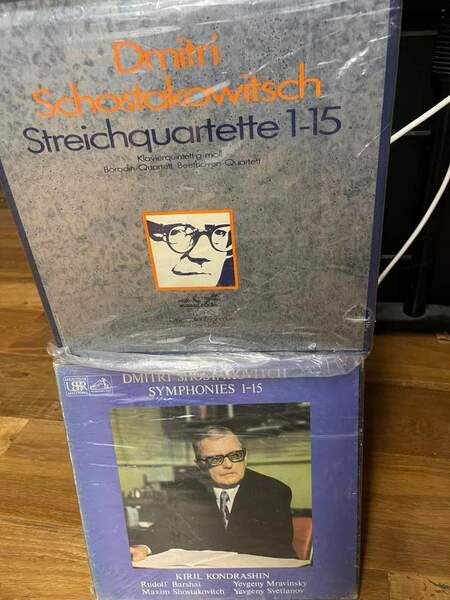 Dmitri
Schostakowitsch
Streichquartette 1-15
Klavierquintett g-moll
Borodin-Quartett · Beethoven-Quartett
DMITRI SHOSTAKOVITCH
SYMPHONIES 1-15
KIRIL KONDRASHIN
Rudolf Barshai Yevgeny Mravinsky
Maxim Shostakovitch Yevgeny Svetlanov